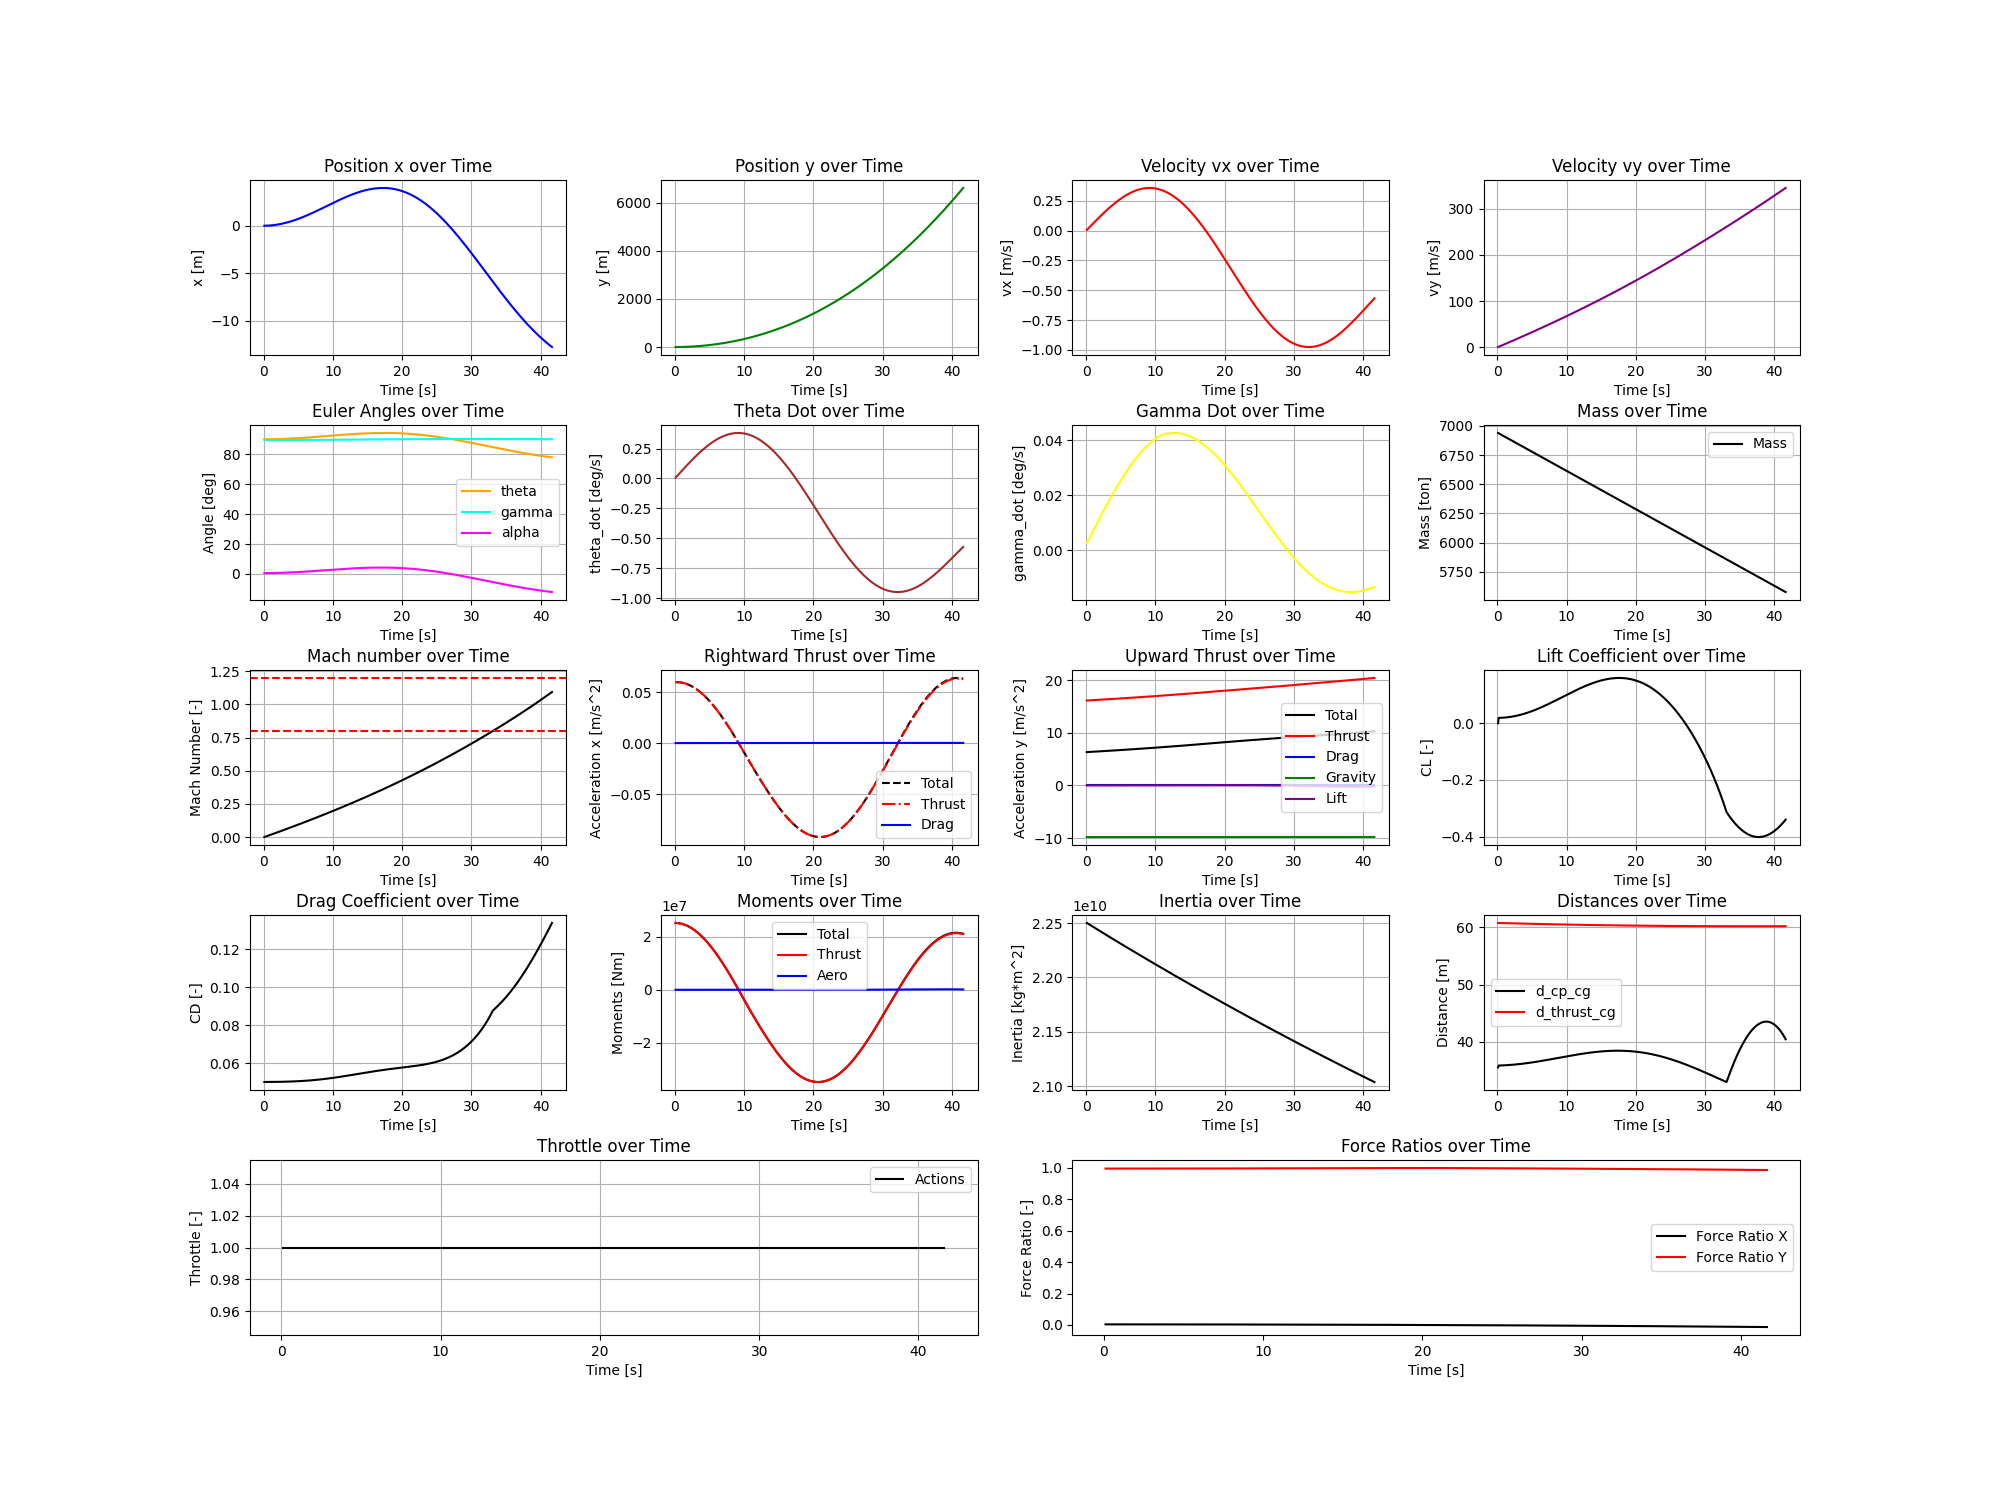 Position x over Time
x [m]
0
−5
−10
0 10 20 30 40
Time [s]
Position y over Time
y [m]
6000
4000
2000
0
0 10 20 30 40
Time [s]
Velocity vx over Time
vx [m/s]
0.25
0.00
−0.25
−0.50
−0.75
−1.00
0 10 20 30 40
Time [s]
Velocity vy over Time
vy [m/s]
300
200
100
0
0 10 20 30 40
Time [s]
Euler Angles over Time
Angle [deg]
80
60
40
20
0
theta
gamma
alpha
0 10 20 30 40
Time [s]
Theta Dot over Time
theta_dot [deg/s]
0.25
0.00
−0.25
−0.50
−0.75
−1.00
0 10 20 30 40
Time [s]
Gamma Dot over Time
gamma_dot [deg/s]
0.04
0.02
0.00
0 10 20 30 40
Time [s]
Mass over Time
Mass [ton]
7000
6750
6500
6250
6000
5750
Mass
0 10 20 30 40
Time [s]
Mach number over Time
Mach Number [-]
1.25
1.00
0.75
0.50
0.25
0.00
0 10 20 30 40
Time [s]
Rightward Thrust over Time
Acceleration x [m/s^2]
0.05
0.00
−0.05
Total
Thrust
Drag
0 10 20 30 40
Time [s]
Upward Thrust over Time
Acceleration y [m/s^2]
20
10
0
−10
Total
Thrust
Drag
Gravity
Lift
0 10 20 30 40
Time [s]
Lift Coefficient over Time
CL [-]
0.0
−0.2
−0.4
0 10 20 30 40
Time [s]
Drag Coefficient over Time
CD [-]
0.12
0.10
0.08
0.06
0 10 20 30 40
Time [s]
Moments over Time
1e7
Moments [Nm]
2
0
−2
Total
Thrust
Aero
0 10 20 30 40
Time [s]
Inertia over Time
1e10
Inertia [kg*m^2]
2.25
2.20
2.15
2.10
0 10 20 30 40
Time [s]
Distances over Time
Distance [m]
60
50
40
d_cp_cg
d_thrust_cg
0 10 20 30 40
Time [s]
Throttle over Time
Throttle [-]
1.04
1.02
1.00
0.98
0.96
Actions
0 10 20 30 40
Time [s]
Force Ratios over Time
Force Ratio [-]
1.0
0.8
0.6
0.4
0.2
0.0
Force Ratio X
Force Ratio Y
0 10 20 30 40
Time [s]